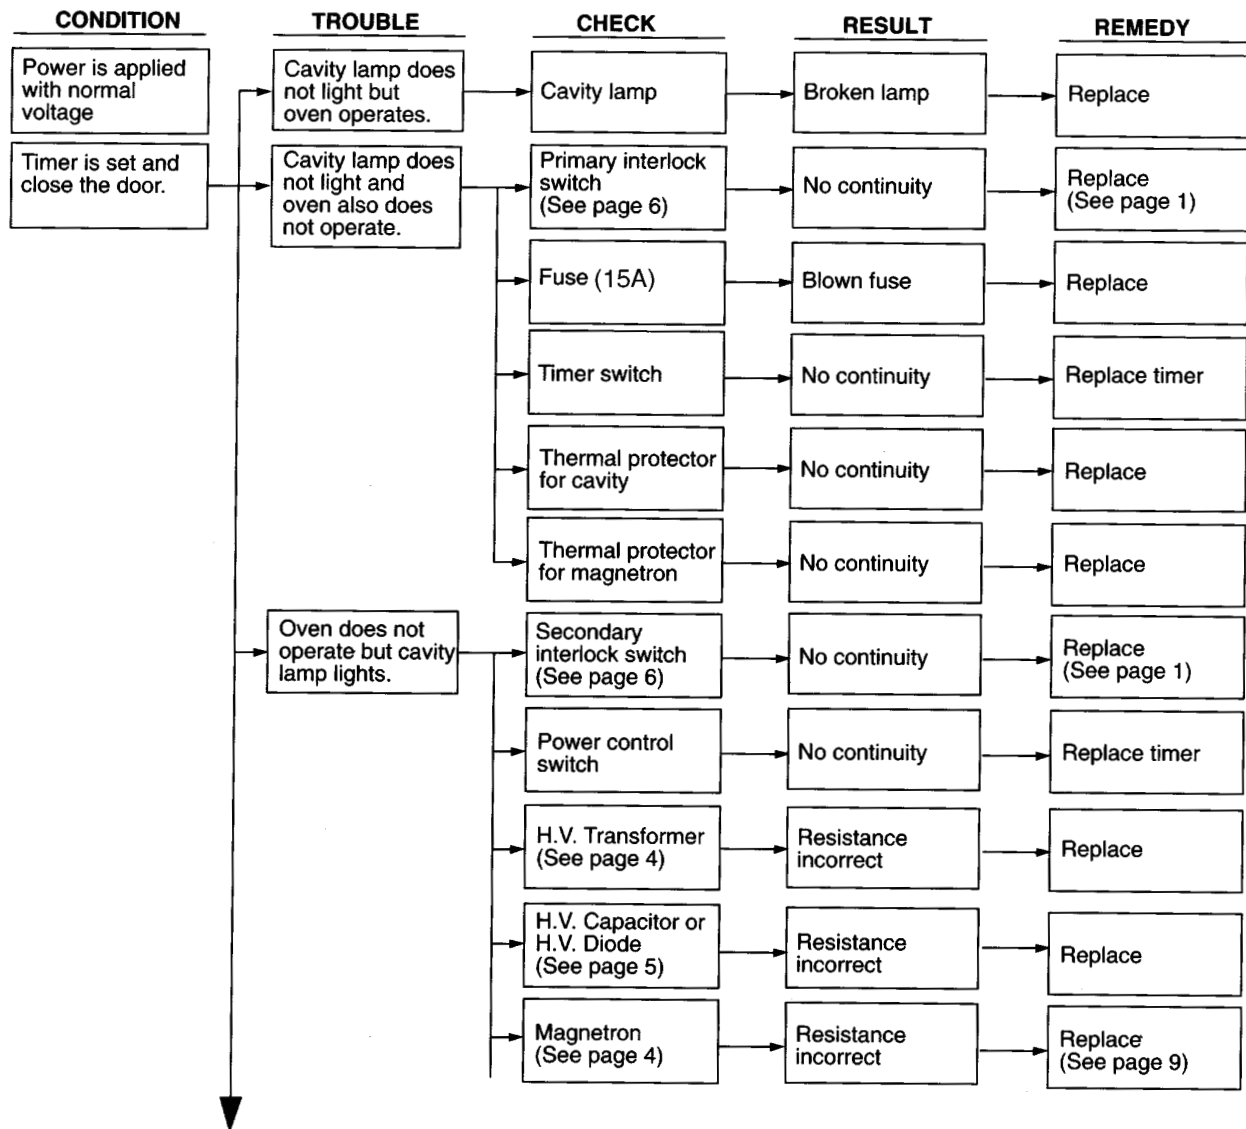 CONDITION
TROUBLE
CHECK
RESULT
REMEDY
Power is applied
with normal
voltage
Cavity lamp does
not light but
oven operates.
Cavity lamp
Broken lamp
Replace
Timer is set and
close the door.
Cavity lamp does
not light and
oven also does
not operate.
Primary interlock
switch
(See page 6)
No continuity
Replace
(See page 1)
Fuse (15A)
Blown fuse
Replace
Timer switch
No continuity
Replace timer
Thermal protector
for cavity
No continuity
Replace
Thermal protector
for magnetron
No continuity
Replace
Oven does not
operate but cavity
lamp lights.
Secondary
interlock switch
(See page 6)
No continuity
Replace
(See page 1)
Power control
switch
No continuity
Replace timer
H.V. Transformer
(See page 4)
Resistance
incorrect
Replace
H.V. Capacitor or
H.V. Diode
(See page 5)
Resistance
incorrect
Replace
Magnetron
(See page 4)
Resistance
incorrect
Replace
(See page 9)